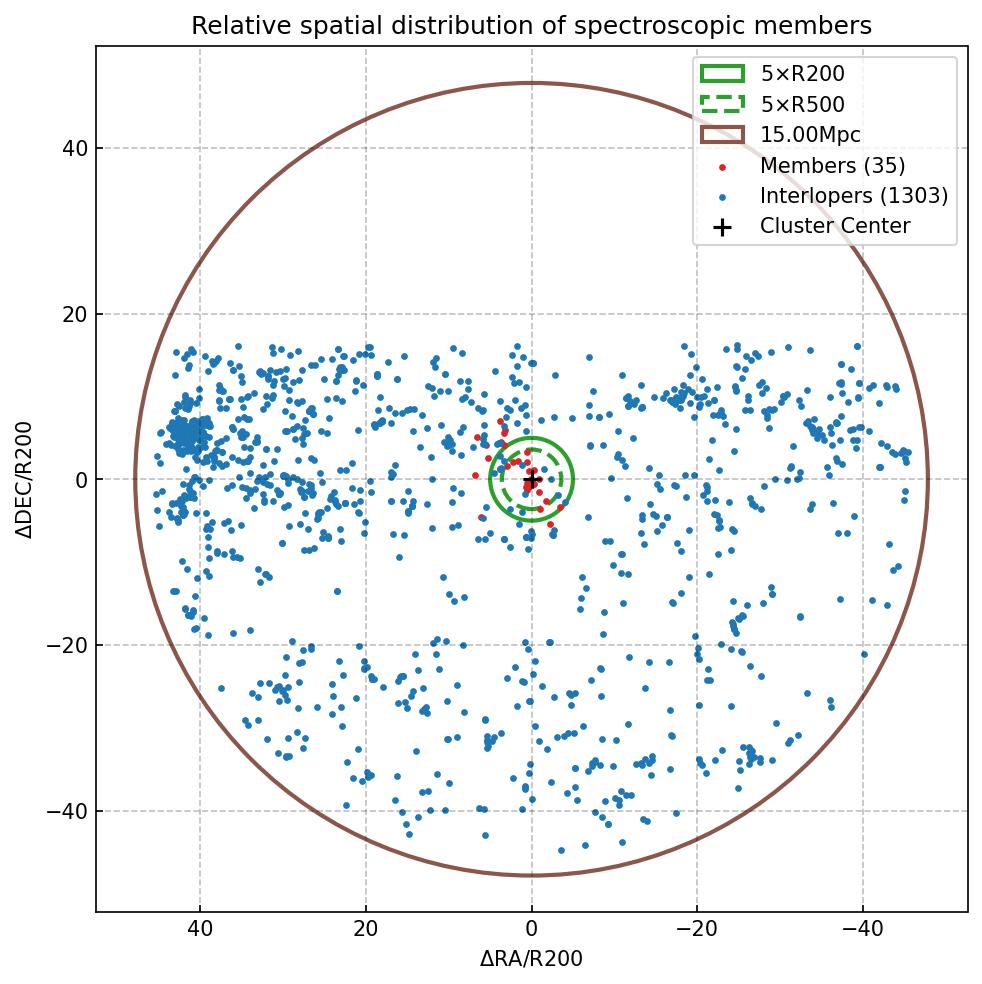 Relative spatial distribution of spectroscopic members
5×R200
5×R500
15.00Mpc
Members (35)
Interlopers (1303)
Cluster Center
ΔDEC/R200
40
20
0
−20
−40
40
20
0
−20
−40
ΔRA/R200